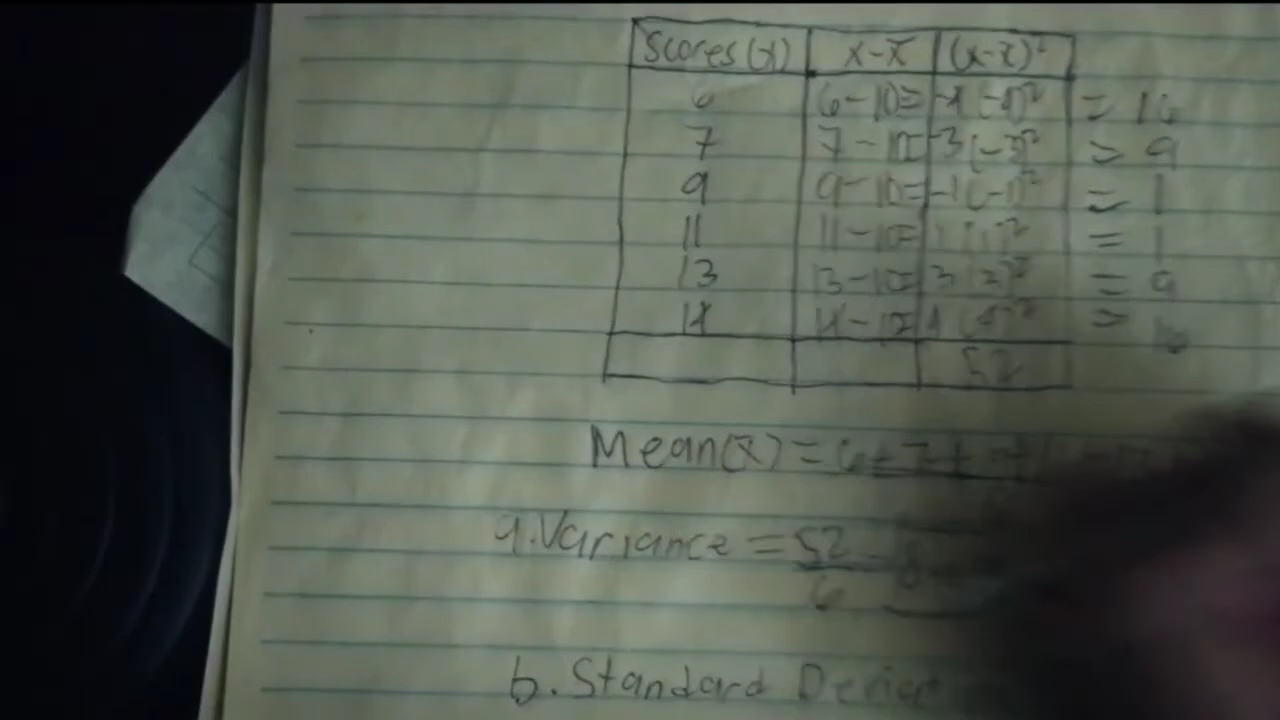 Scores (x) x-x̄ (x-x̄)²
6 6-10= -4 (-4)² = 16
7 7-10= -3 (-3)² = 9
9 9-10= -1 (-1)² = 1
11 11-10= 1 (1)² = 1
13 13-10= 3 (3)² = 9
14 14-10= 4 (4)² = 16
52
Mean(x̄) = 6+7+
a. Variance = 52/6
b. Standard